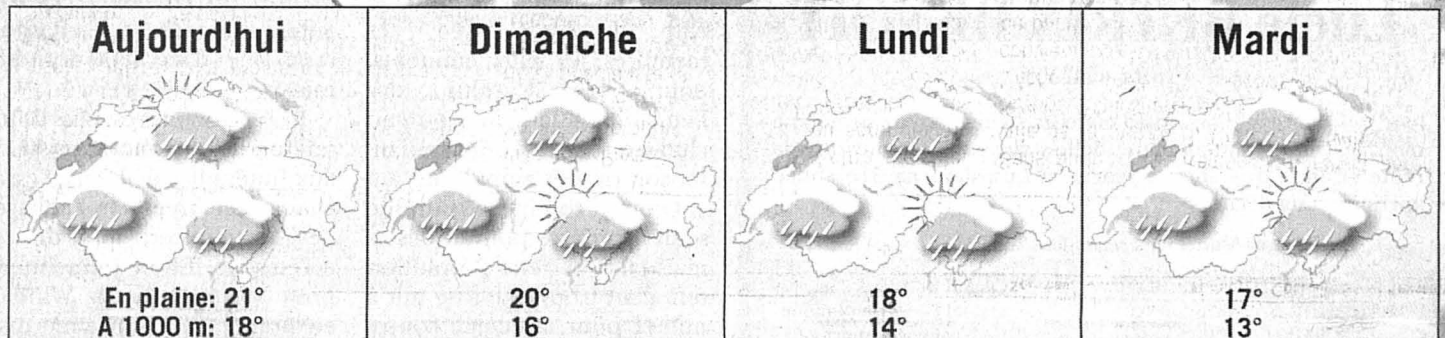 Aujourd'hui
En plaine: 21°
A 1000 m: 18°
Dimanche
20°
16°
Lundi
18°
14°
Mardi
17°
13°